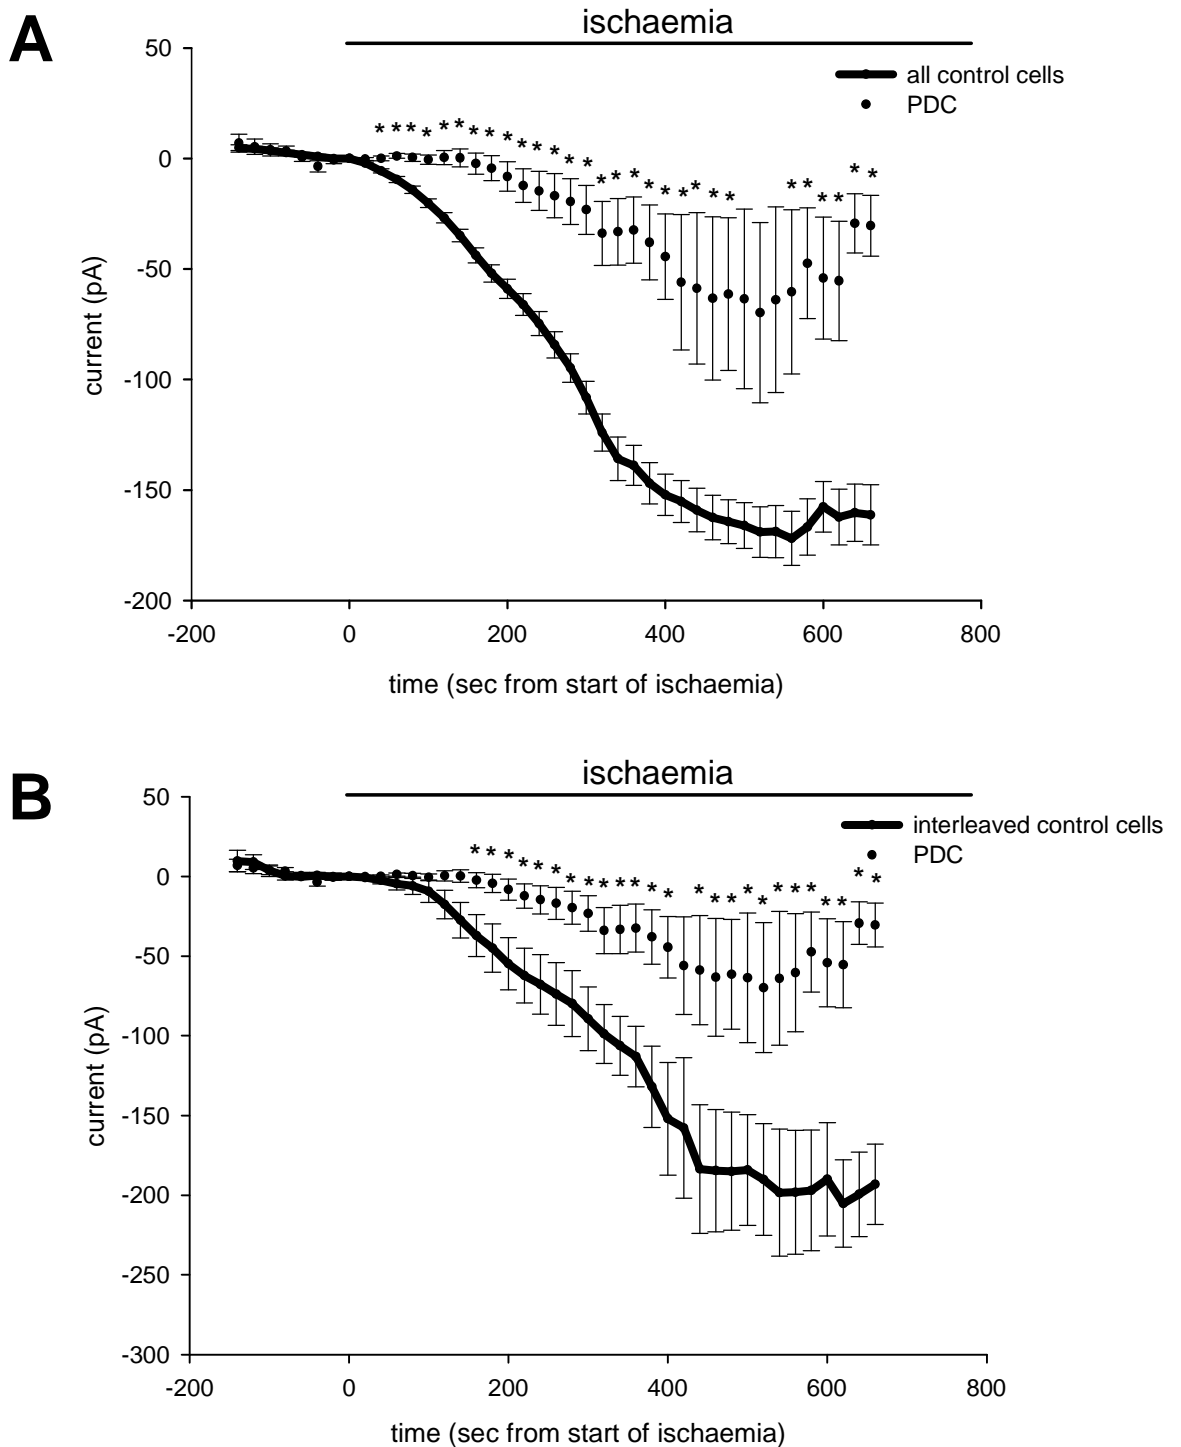 A
ischaemia
50
all control cells
PDC
* * * * * * * * * * * * * * * * * * * * * * * * * * * * * *
0
-50
current (pA)
-100
-150
-200
-200 0 200 400 600 800
time (sec from start of ischaemia)
B
ischaemia
50
interleaved control cells
PDC
* * * * * * * * * * * * * * * * * * * * * * * * *
0
-50
-100
current (pA)
-150
-200
-250
-300
-200 0 200 400 600 800
time (sec from start of ischaemia)